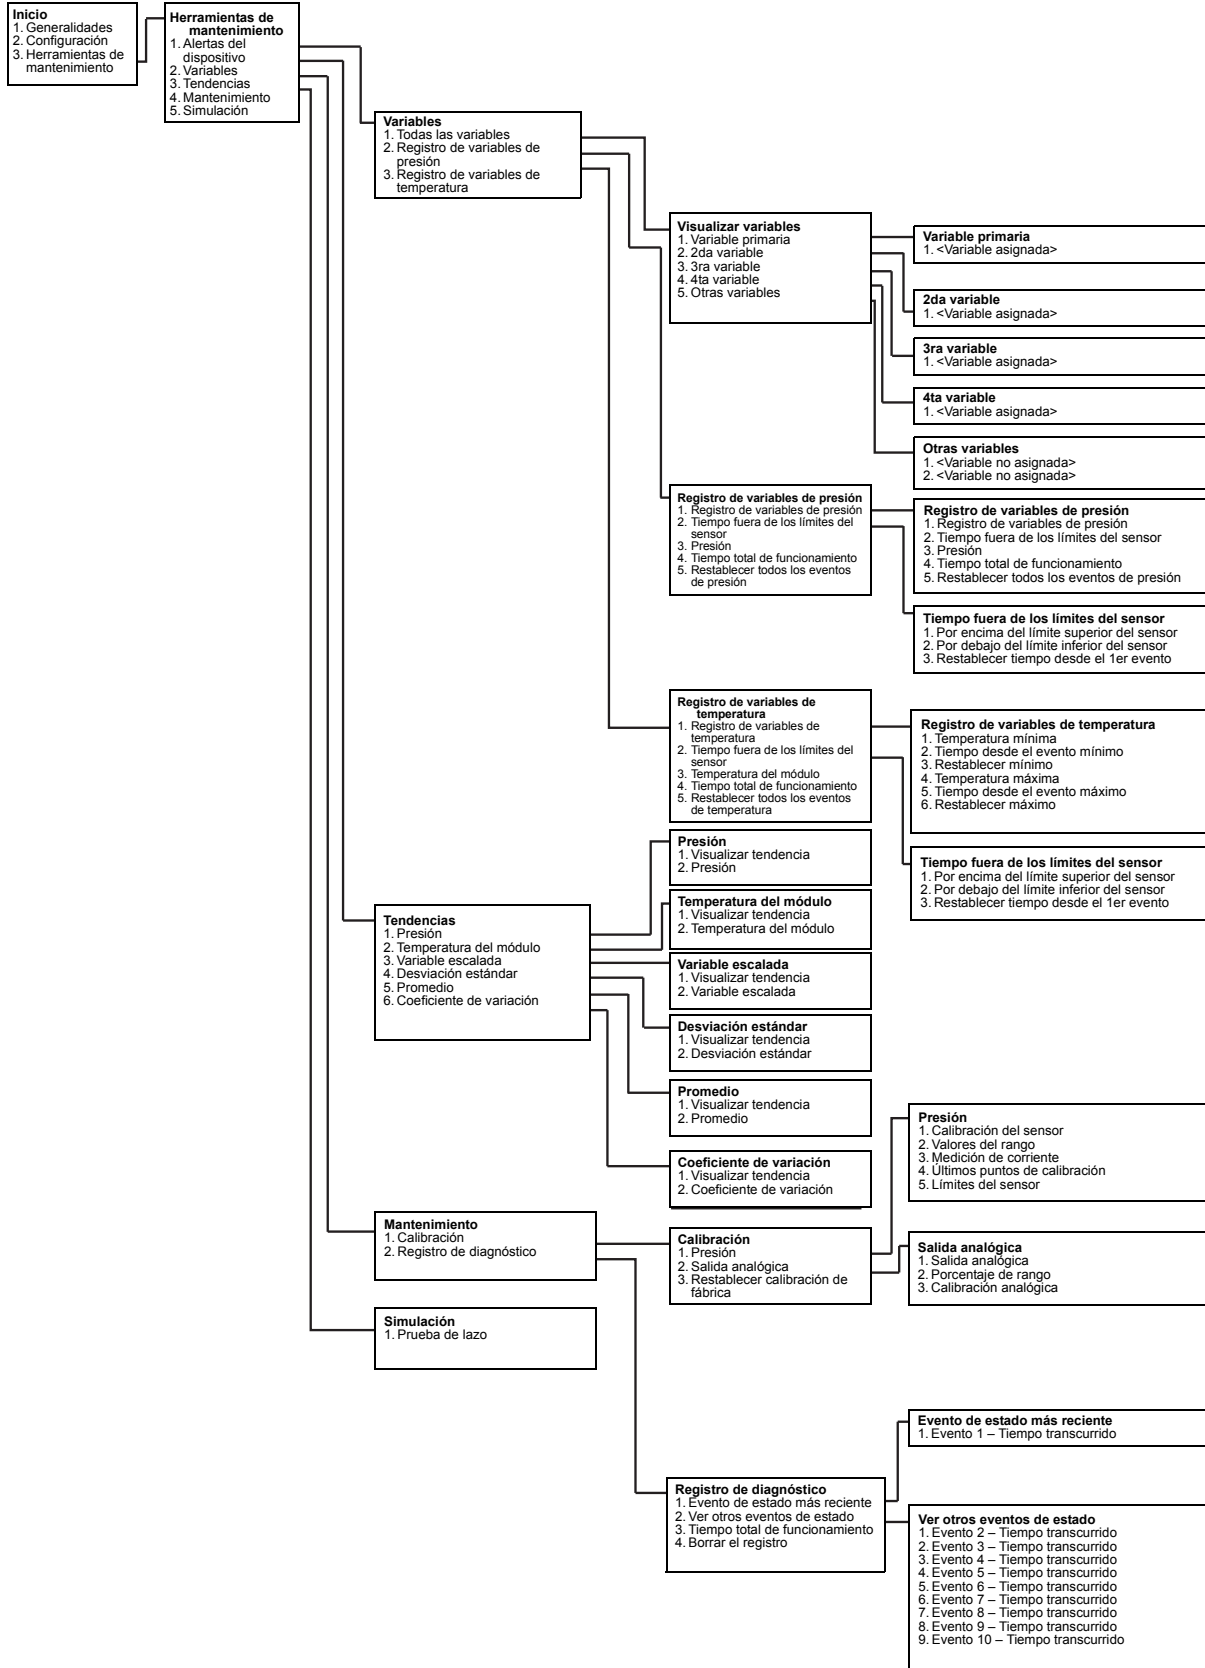 Inicio
1. Generalidades
2. Configuración
3. Herramientas de
mantenimiento
Herramientas de
mantenimiento
1. Alertas del
dispositivo
2. Variables
3. Tendencias
4. Mantenimiento
5. Simulación
Variables
1. Todas las variables
2. Registro de variables de
presión
3. Registro de variables de
temperatura
Visualizar variables
1. Variable primaria
2. 2da variable
3. 3ra variable
4. 4ta variable
5. Otras variables
Variable primaria
1. <Variable asignada>
2da variable
1. <Variable asignada>
3ra variable
1. <Variable asignada>
4ta variable
1. <Variable asignada>
Otras variables
1. <Variable no asignada>
2. <Variable no asignada>
Registro de variables de presión
1. Registro de variables de presión
2. Tiempo fuera de los límites del
sensor
3. Presión
4. Tiempo total de funcionamiento
5. Restablecer todos los eventos
de presión
Registro de variables de presión
1. Registro de variables de presión
2. Tiempo fuera de los límites del sensor
3. Presión
4. Tiempo total de funcionamiento
5. Restablecer todos los eventos de presión
Tiempo fuera de los límites del sensor
1. Por encima del límite superior del sensor
2. Por debajo del límite inferior del sensor
3. Restablecer tiempo desde el 1er evento
Registro de variables de
temperatura
1. Registro de variables de
temperatura
2. Tiempo fuera de los límites del
sensor
3. Temperatura del módulo
4. Tiempo total de funcionamiento
5. Restablecer todos los eventos
de temperatura
Registro de variables de temperatura
1. Temperatura mínima
2. Tiempo desde el evento mínimo
3. Restablecer mínimo
4. Temperatura máxima
5. Tiempo desde el evento máximo
6. Restablecer máximo
Tiempo fuera de los límites del sensor
1. Por encima del límite superior del sensor
2. Por debajo del límite inferior del sensor
3. Restablecer tiempo desde el 1er evento
Tendencias
1. Presión
2. Temperatura del módulo
3. Variable escalada
4. Desviación estándar
5. Promedio
6. Coeficiente de variación
Presión
1. Visualizar tendencia
2. Presión
Temperatura del módulo
1. Visualizar tendencia
2. Temperatura del módulo
Variable escalada
1. Visualizar tendencia
2. Variable escalada
Desviación estándar
1. Visualizar tendencia
2. Desviación estándar
Promedio
1. Visualizar tendencia
2. Promedio
Coeficiente de variación
1. Visualizar tendencia
2. Coeficiente de variación
Mantenimiento
1. Calibración
2. Registro de diagnóstico
Calibración
1. Presión
2. Salida analógica
3. Restablecer calibración de
fábrica
Presión
1. Calibración del sensor
2. Valores del rango
3. Medición de corriente
4. Últimos puntos de calibración
5. Límites del sensor
Salida analógica
1. Salida analógica
2. Porcentaje de rango
3. Calibración analógica
Simulación
1. Prueba de lazo
Registro de diagnóstico
1. Evento de estado más reciente
2. Ver otros eventos de estado
3. Tiempo total de funcionamiento
4. Borrar el registro
Evento de estado más reciente
1. Evento 1 – Tiempo transcurrido
Ver otros eventos de estado
1. Evento 2 – Tiempo transcurrido
2. Evento 3 – Tiempo transcurrido
3. Evento 4 – Tiempo transcurrido
4. Evento 5 – Tiempo transcurrido
5. Evento 6 – Tiempo transcurrido
6. Evento 7 – Tiempo transcurrido
7. Evento 8 – Tiempo transcurrido
8. Evento 9 – Tiempo transcurrido
9. Evento 10 – Tiempo transcurrido